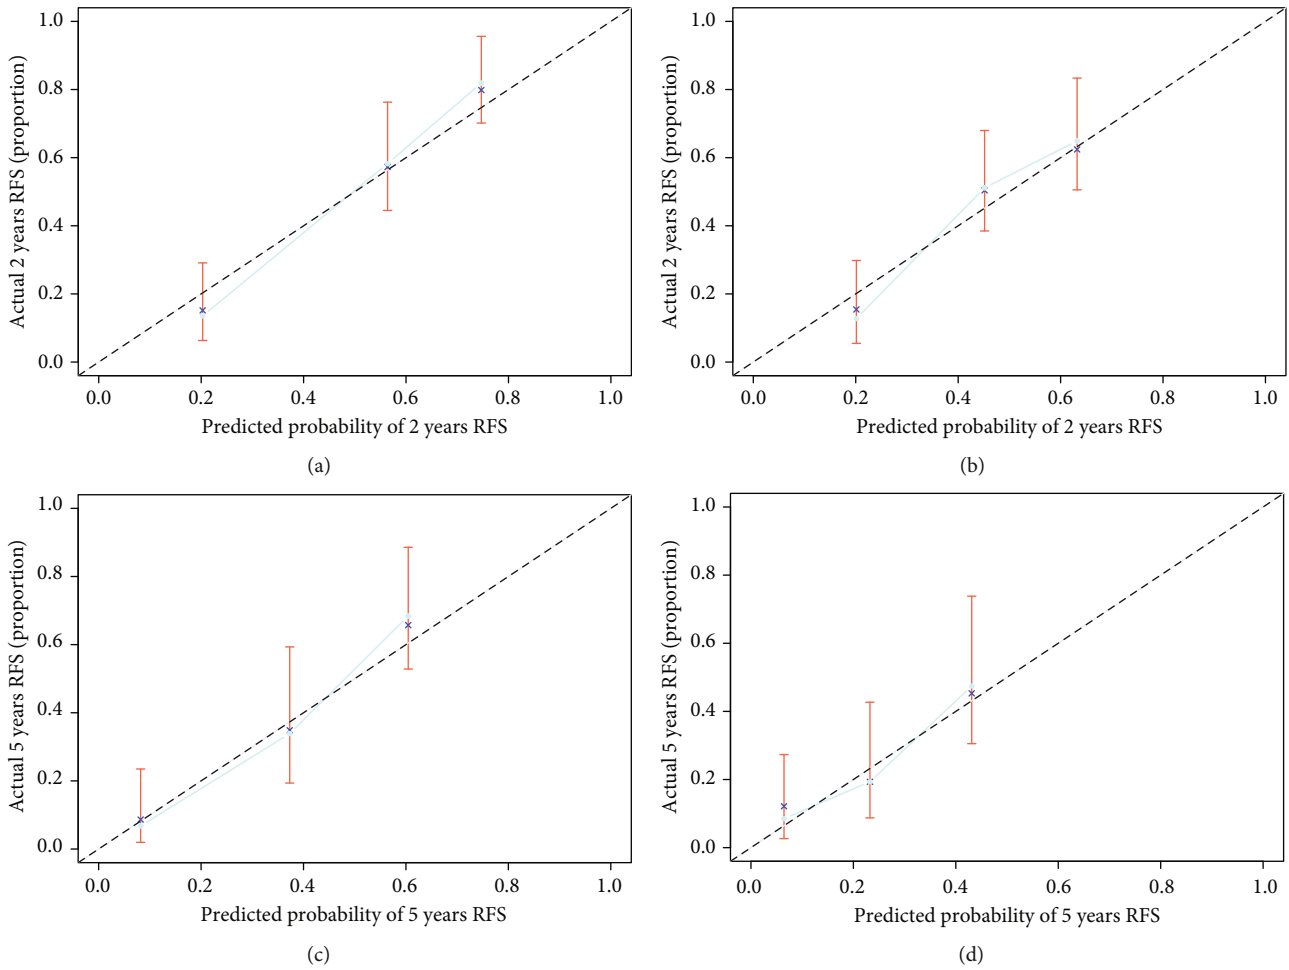 1.0
0.8
0.6
0.4
0.2
0.0
Actual 2 years RFS (proportion)
0.0 0.2 0.4 0.6 0.8 1.0
Predicted probability of 2 years RFS
(a)
1.0
0.8
0.6
0.4
0.2
0.0
Actual 2 years RFS (proportion)
0.0 0.2 0.4 0.6 0.8 1.0
Predicted probability of 2 years RFS
(b)
1.0
0.8
0.6
0.4
0.2
0.0
Actual 5 years RFS (proportion)
0.0 0.2 0.4 0.6 0.8 1.0
Predicted probability of 5 years RFS
(c)
1.0
0.8
0.6
0.4
0.2
0.0
Actual 5 years RFS (proportion)
0.0 0.2 0.4 0.6 0.8 1.0
Predicted probability of 5 years RFS
(d)